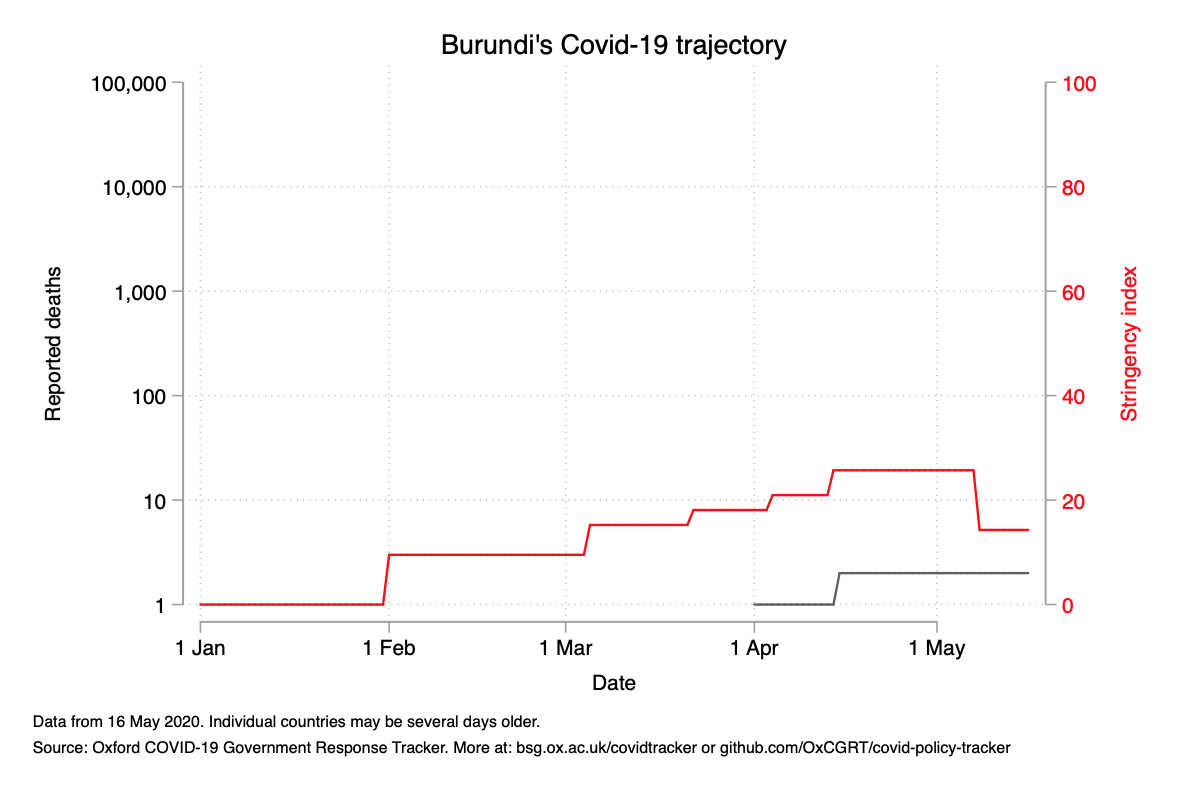 Burundi's Covid-19 trajectory
100,000
10,000
1,000
100
10
1
Reported deaths
100
80
60
40
20
0
Stringency index
1 Jan
1 Feb
1 Mar
1 Apr
1 May
Date
Data from 16 May 2020. Individual countries may be several days older.
Source: Oxford COVID-19 Government Response Tracker. More at: bsg.ox.ac.uk/covidtracker or github.com/OxCGRT/covid-policy-tracker